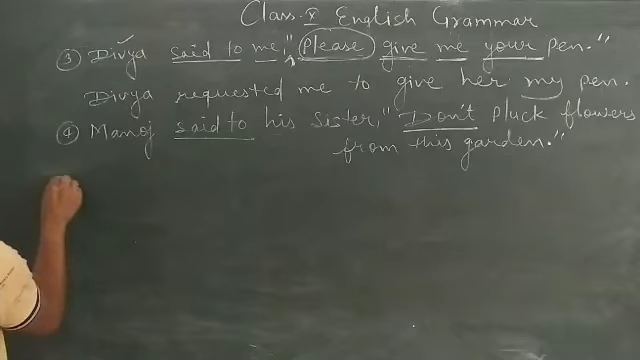 Class-X English Grammar
③ Divya said to me, "Please give me your pen."
Divya requested me to give her my pen.
④ Manoj said to his sister, "Don't pluck flowers
from this garden."